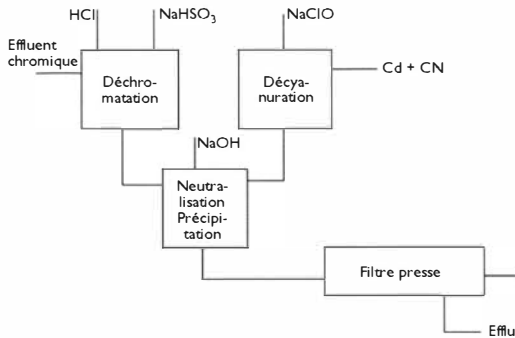 HCl
NaHSO₃
NaClO
Effluent
chromique
Déchro-
matation
Décya-
nuration
Cd + CN
NaOH
Neutra-
lisation
Précipi-
tation
Filtre presse